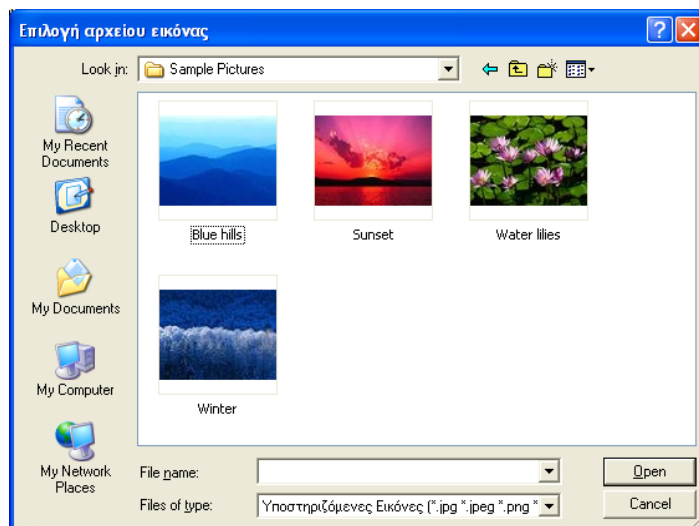 Επιλογή αρχείου εικόνας
Look in:
Sample Pictures
My Recent
Documents
Desktop
My Documents
My Computer
My Network
Places
Blue hills
Sunset
Water lilies
Winter
File name:
Open
Files of type:
Υποστηριζόμενες Εικόνες (*.jpg *.jpeg *.png *
Cancel